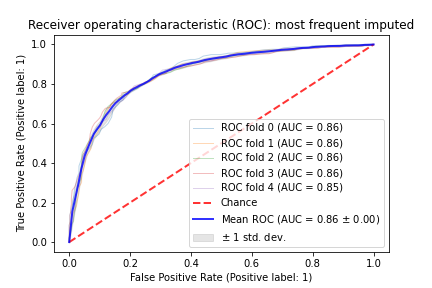 Receiver operating characteristic (ROC): most frequent imputed
True Positive Rate (Positive label: 1)
1.0
0.8
0.6
0.4
0.2
0.0
ROC fold 0 (AUC = 0.86)
ROC fold 1 (AUC = 0.86)
ROC fold 2 (AUC = 0.86)
ROC fold 3 (AUC = 0.86)
ROC fold 4 (AUC = 0.85)
Chance
Mean ROC (AUC = 0.86 ± 0.00)
± 1 std. dev.
0.0 0.2 0.4 0.6 0.8 1.0
False Positive Rate (Positive label: 1)